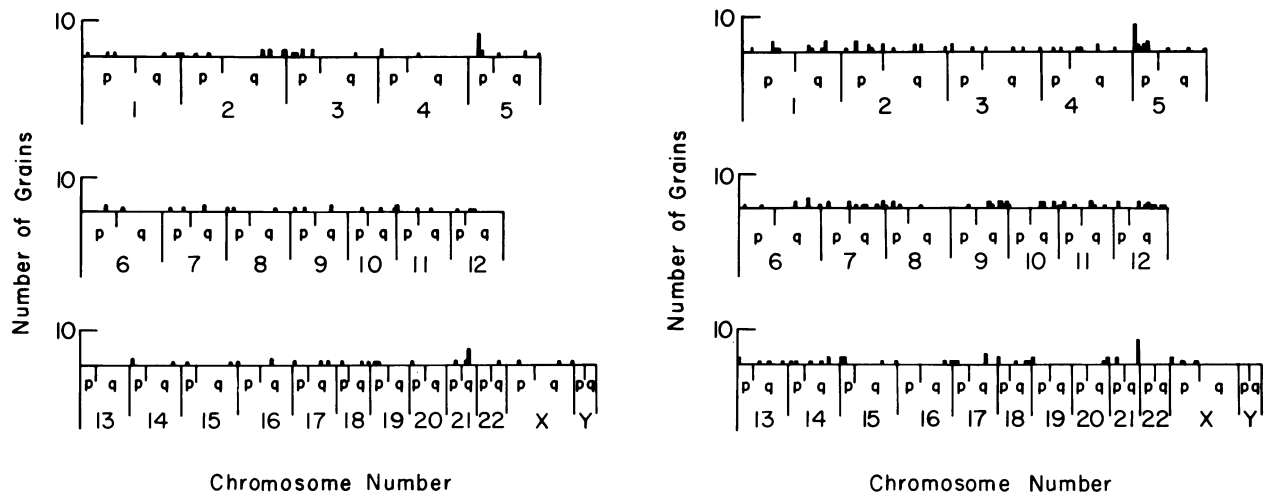 10
p q p q p q p q p q
1 2 3 4 5
10
p q p q p q p q p q p q p q
6 7 8 9 10 11 12
10
p q p q p q p q p q p q p q p q p q p q p q p q
13 14 15 16 17 18 19 20 21 22 X Y
Number of Grains
Chromosome Number
10
p q p q p q p q p q
1 2 3 4 5
10
p q p q p q p q p q p q p q
6 7 8 9 10 11 12
10
p q p q p q p q p q p q p q p q p q p q p q p q
13 14 15 16 17 18 19 20 21 22 X Y
Number of Grains
Chromosome Number